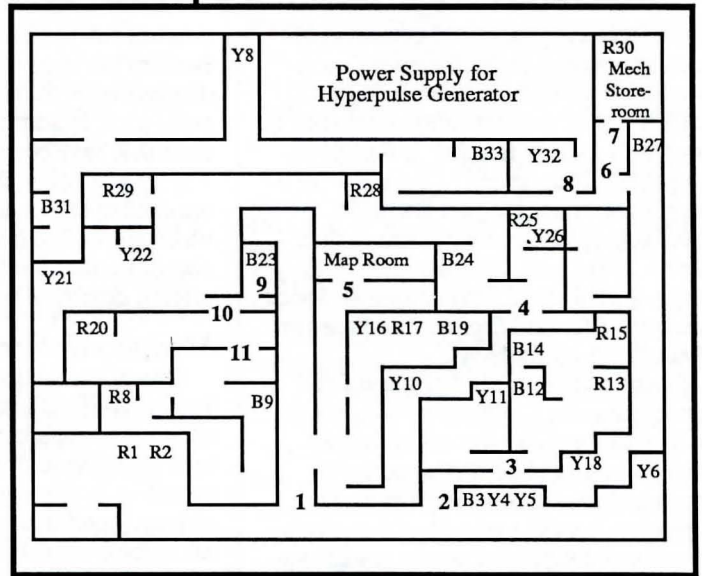 Y8
Power Supply for
Hyperpulse Generator
R30
Mech
Store-
room
7
B27
B33 Y32
6
8
R28
R29
B31
R25
Y26
Y22
B23
Map Room
B24
Y21
9
5
10
4
R20
Y16 R17 B19
R15
11
B14
Y10
R13
R8
B9
Y11
B12
R1 R2
3
Y18
Y6
1
2
B3 Y4 Y5